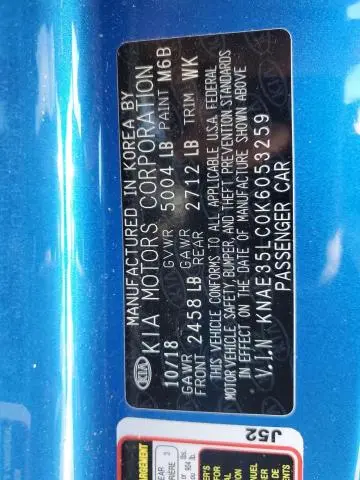 MANUFACTURED IN KOREA BY
KIA MOTORS CORPORATION
10/18 GVWR 5004 LB PAINT M6B
GAWR FRONT 2458 LB GAWR REAR 2712 LB TRIM WK
THIS VEHICLE CONFORMS TO ALL APPLICABLE U.S.A. FEDERAL
MOTOR VEHICLE SAFETY, BUMPER, AND THEFT PREVENTION STANDARDS
IN EFFECT ON THE DATE OF MANUFACTURE SHOWN ABOVE
V.I.N. KNAE35LC0K6053259
PASSENGER CAR
KIA
J52